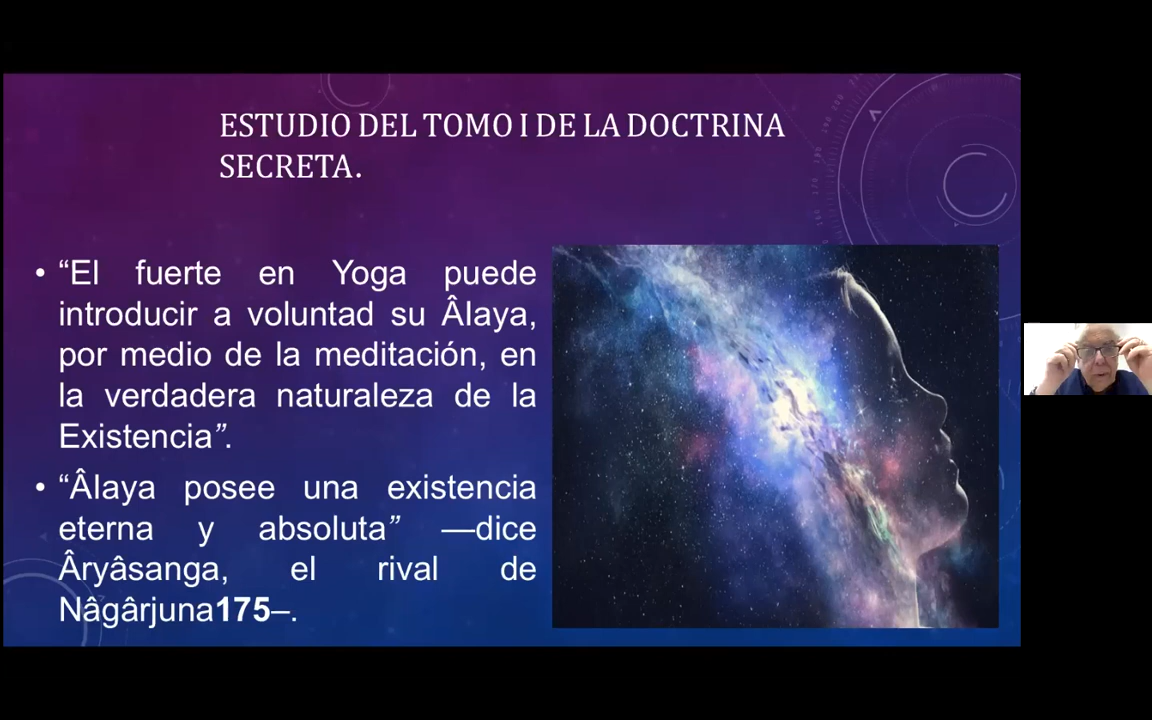 ESTUDIO DEL TOMO I DE LA DOCTRINA
SECRETA.
• “El fuerte en Yoga puede
introducir a voluntad su Âlaya,
por medio de la meditación, en
la verdadera naturaleza de la
Existencia”.
• “Âlaya posee una existencia
eterna y absoluta” —dice
Âryâsanga, el rival de
Nâgârjuna175–.